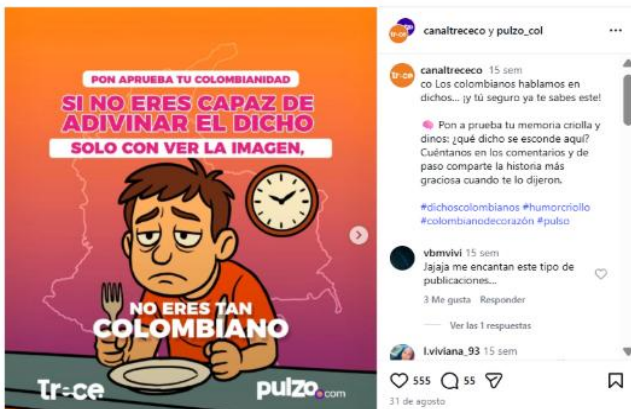 PON APRUEBA TU COLOMBIANIDAD
SI NO ERES CAPAZ DE
ADIVINAR EL DICHO
SOLO CON VER LA IMAGEN,
NO ERES TAN
COLOMBIANO
trece
pulzo.com
canaltrececo y pulzo_col
canaltrececo 15 sem
co Los colombianos hablamos en
dichos... ¡y tú seguro ya te sabes este!
🧠 Pon a prueba tu memoria criolla y
dinos: ¿qué dicho se esconde aquí?
Cuéntanos en los comentarios y de
paso comparte la historia más
graciosa cuando te lo dijeron.
#dichoscolombianos #humorcriollo
#colombianodecorazón #pulso
vbmvivi 15 sem
Jajaja me encantan este tipo de
publicaciones...
3 Me gusta Responder
Ver las 1 respuestas
l.viviana_93 15 sem
555 55
31 de agosto